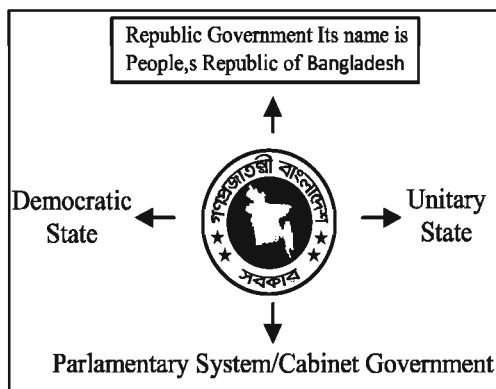 Republic Government Its name is
People,s Republic of Bangladesh
Democratic
State
গণপ্রজাতন্ত্রী বাংলাদেশ
সরকার
Unitary
State
Parlamentary System/Cabinet Government